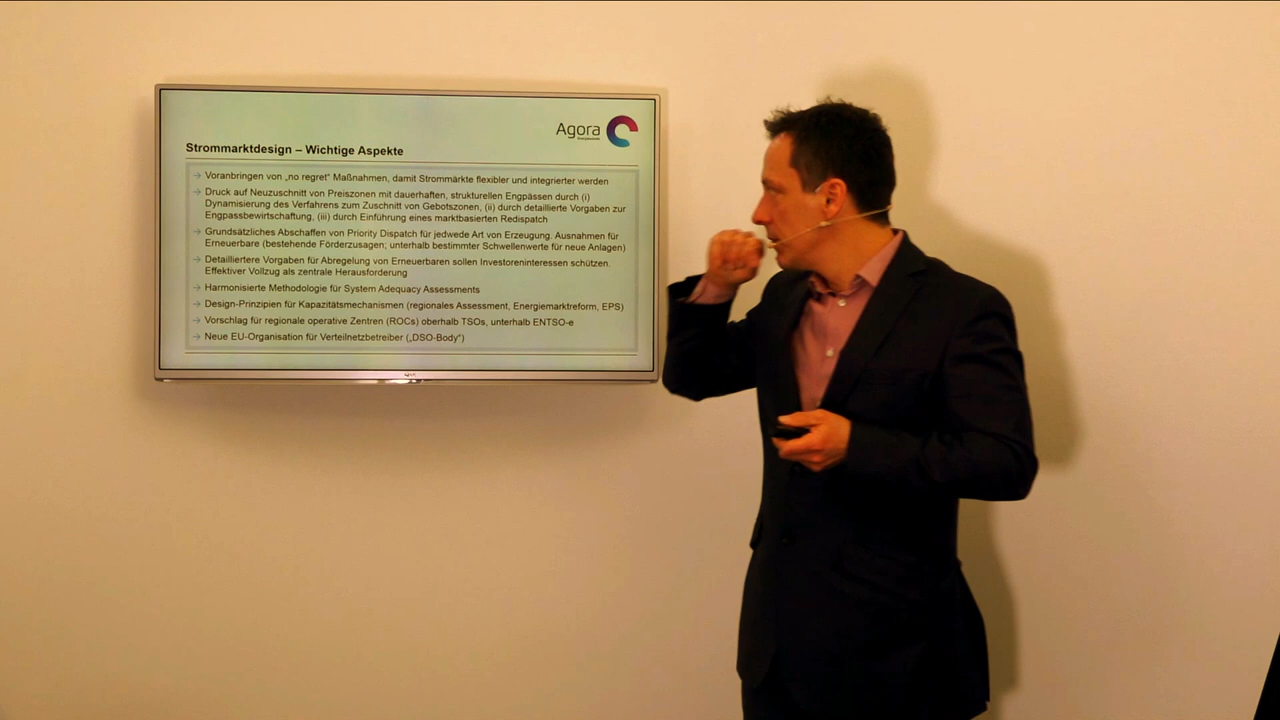 Agora
Energiewende
Strommarktdesign – Wichtige Aspekte
→ Voranbringen von „no regret“ Maßnahmen, damit Strommärkte flexibler und integrierter werden
→ Druck auf Neuzuschnitt von Preiszonen mit dauerhaften, strukturellen Engpässen durch (i)
Dynamisierung des Verfahrens zum Zuschnitt von Gebotszonen, (ii) durch detaillierte Vorgaben zur
Engpassbewirtschaftung, (iii) durch Einführung eines marktbasierten Redispatch
→ Grundsätzliches Abschaffen von Priority Dispatch für jedwede Art von Erzeugung. Ausnahmen für
Erneuerbare (bestehende Förderzusagen; unterhalb bestimmter Schwellenwerte für neue Anlagen)
→ Detailliertere Vorgaben für Abregelung von Erneuerbaren sollen Investoreninteressen schützen.
Effektiver Vollzug als zentrale Herausforderung
→ Harmonisierte Methodologie für System Adequacy Assessments
→ Design-Prinzipien für Kapazitätsmechanismen (regionales Assessment, Energiemarktreform, EPS)
→ Vorschlag für regionale operative Zentren (ROCs) oberhalb TSOs, unterhalb ENTSO-e
→ Neue EU-Organisation für Verteilnetzbetreiber („DSO-Body“)